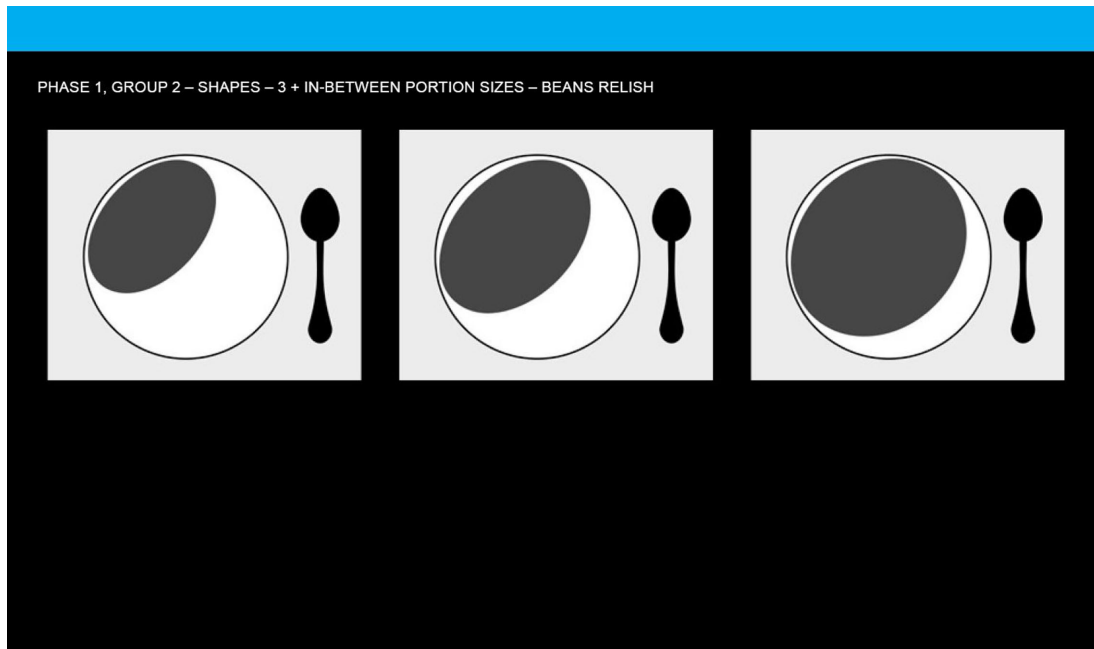 PHASE 1, GROUP 2 – SHAPES – 3 + IN-BETWEEN PORTION SIZES – BEANS RELISH